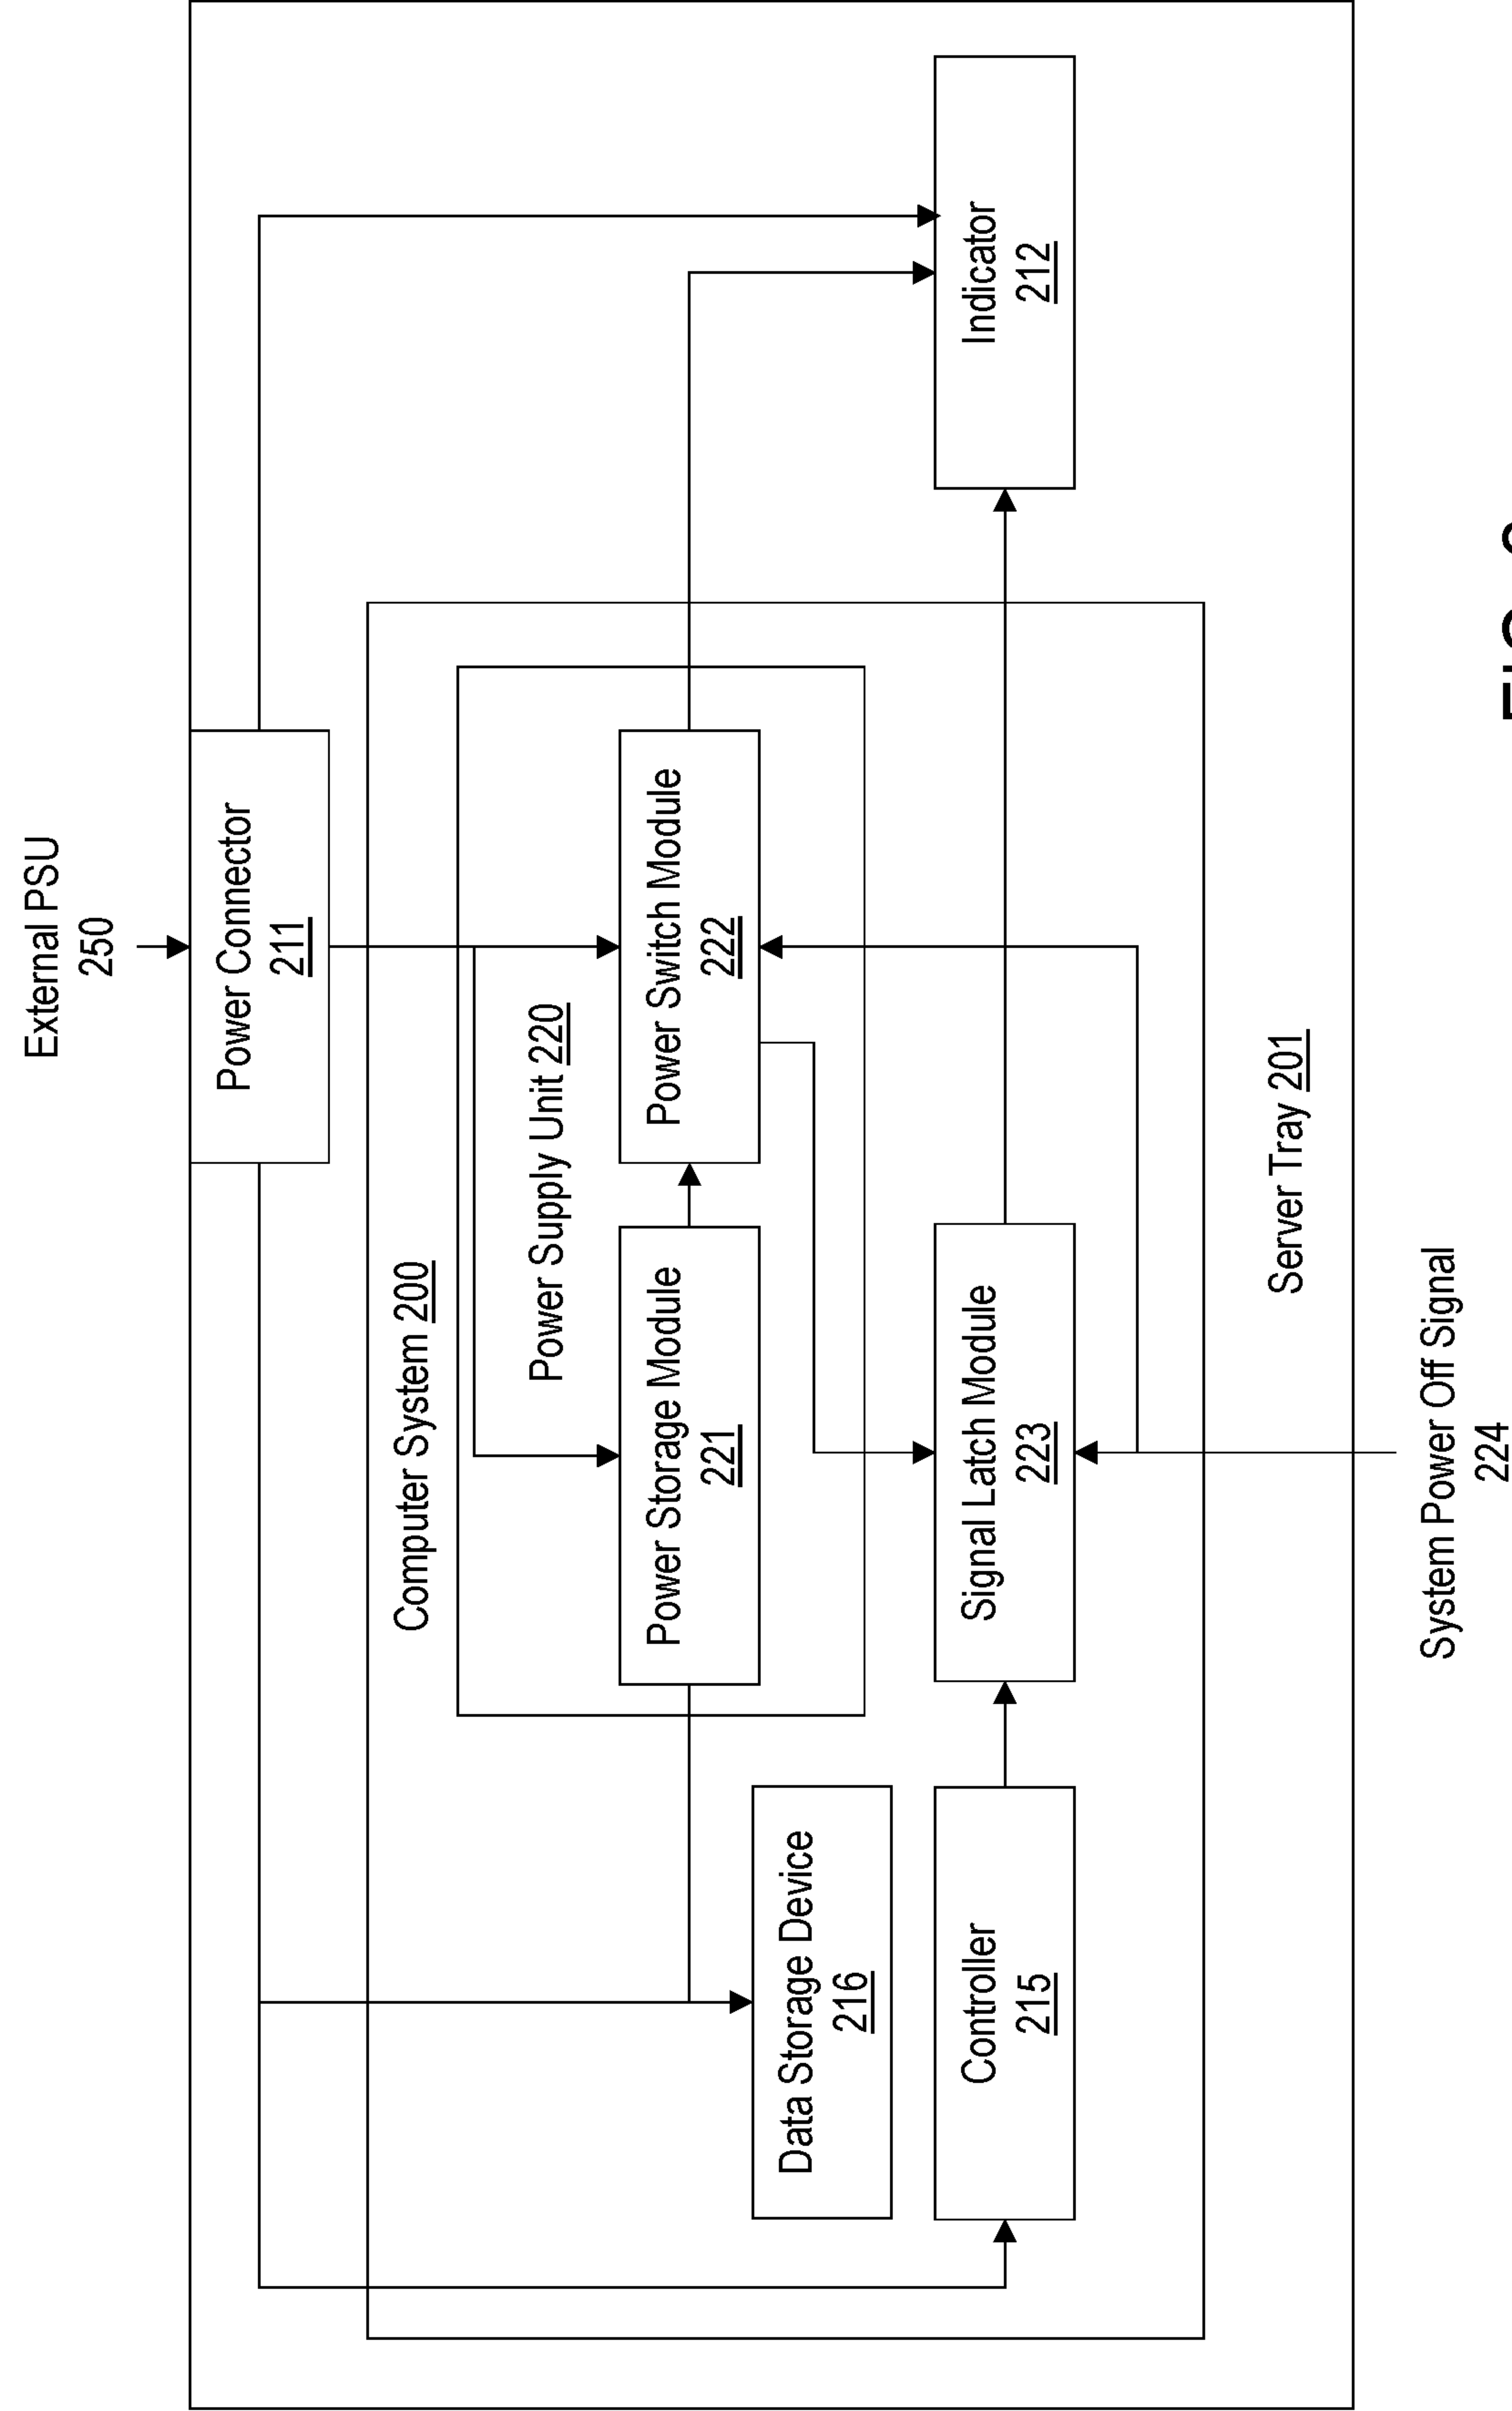 External PSU
250
Power Connector
211
Computer System 200
Power Supply Unit 220
Power Storage Module
221
Power Switch Module
222
Data Storage Device
216
Controller
215
Signal Latch Module
223
Indicator
212
Server Tray 201
System Power Off Signal
224